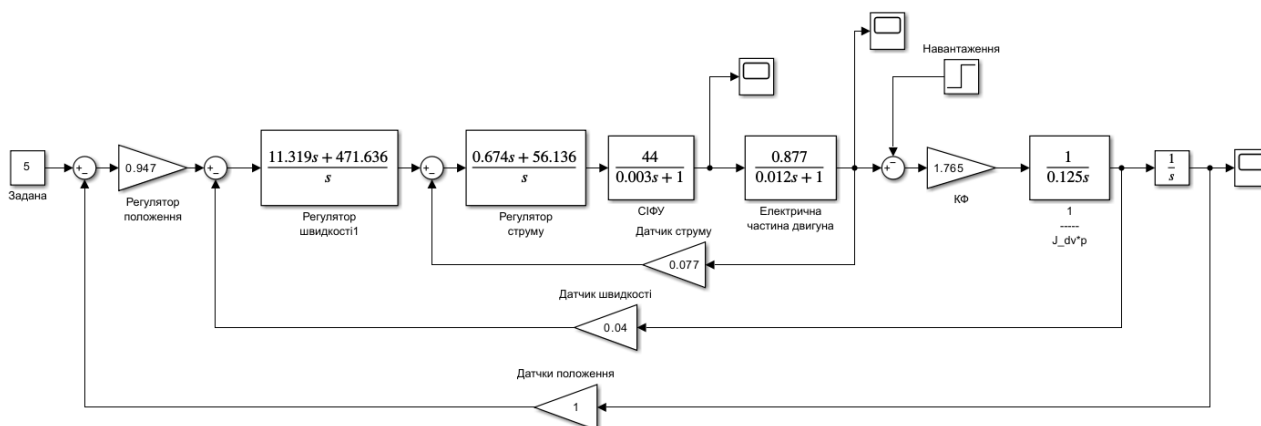 Навантаження
5
Задана
+
−
0.947
Регулятор
положення
+
−
11.319s + 471.636
s
Регулятор
швидкості1
+
−
0.674s + 56.136
s
Регулятор
струму
44
0.003s + 1
СІФУ
0.877
0.012s + 1
Електрична
частина двигуна
−
+
1.765
КФ
1
0.125s
1
-----
J_dv*p
1
s
Датчик струму
0.077
Датчик швидкості
0.04
Датчки положення
1